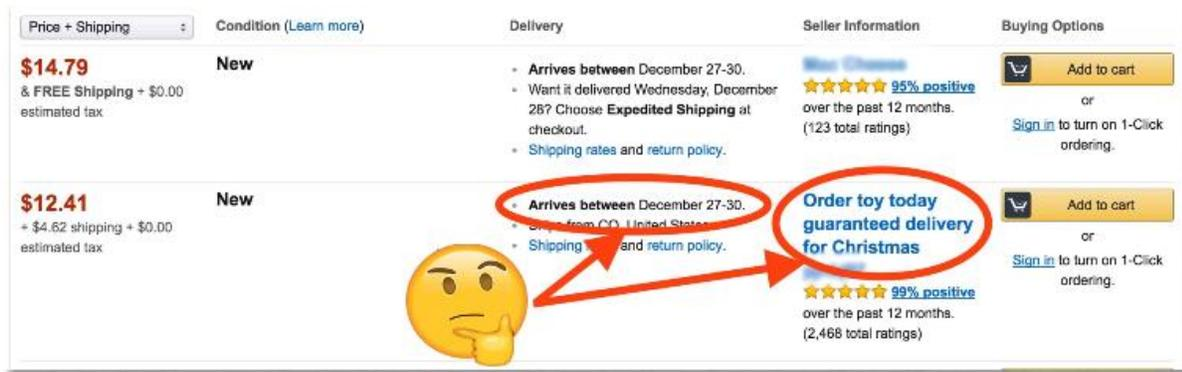 Price + Shipping
Condition (Learn more)
Delivery
Seller Information
Buying Options
$14.79
& FREE Shipping + $0.00
estimated tax
New
Arrives between December 27-30.
Want it delivered Wednesday, December
28? Choose Expedited Shipping at
checkout.
Shipping rates and return policy.
95% positive
over the past 12 months.
(123 total ratings)
Add to cart
or
Sign in to turn on 1-Click
ordering.
$12.41
+ $4.62 shipping + $0.00
estimated tax
New
Arrives between December 27-30.
from CO, United States
Shipping and return policy.
Order toy today
guaranteed delivery
for Christmas
99% positive
over the past 12 months.
(2,468 total ratings)
Add to cart
or
Sign in to turn on 1-Click
ordering.